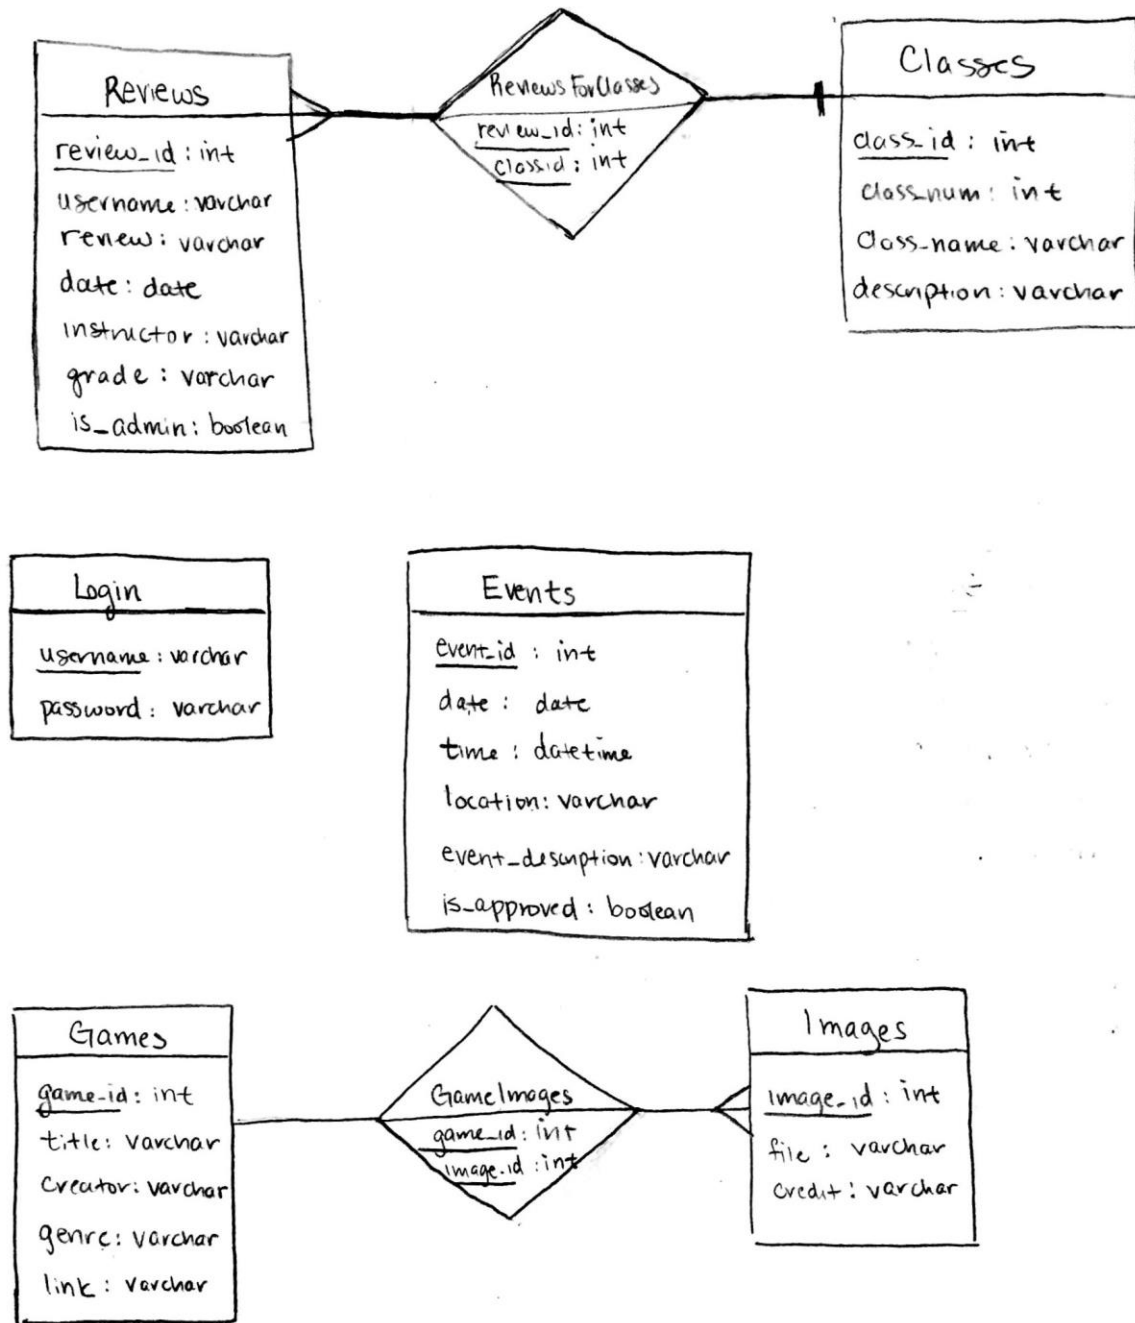 Reviews
review_id: int
username: varchar
review: varchar
date: date
instructor: varchar
grade: varchar
is_admin: boolean
ReviewsForClasses
review_id: int
classid: int
Classes
class_id: int
class_num: int
class_name: varchar
description: varchar
Login
username: varchar
password: varchar
Events
event_id: int
date: date
time: datetime
location: varchar
event_description: varchar
is_approved: boolean
Games
game_id: int
title: varchar
creator: varchar
genre: varchar
link: varchar
GameImages
game_id: int
image_id: int
Images
image_id: int
file: varchar
credit: varchar